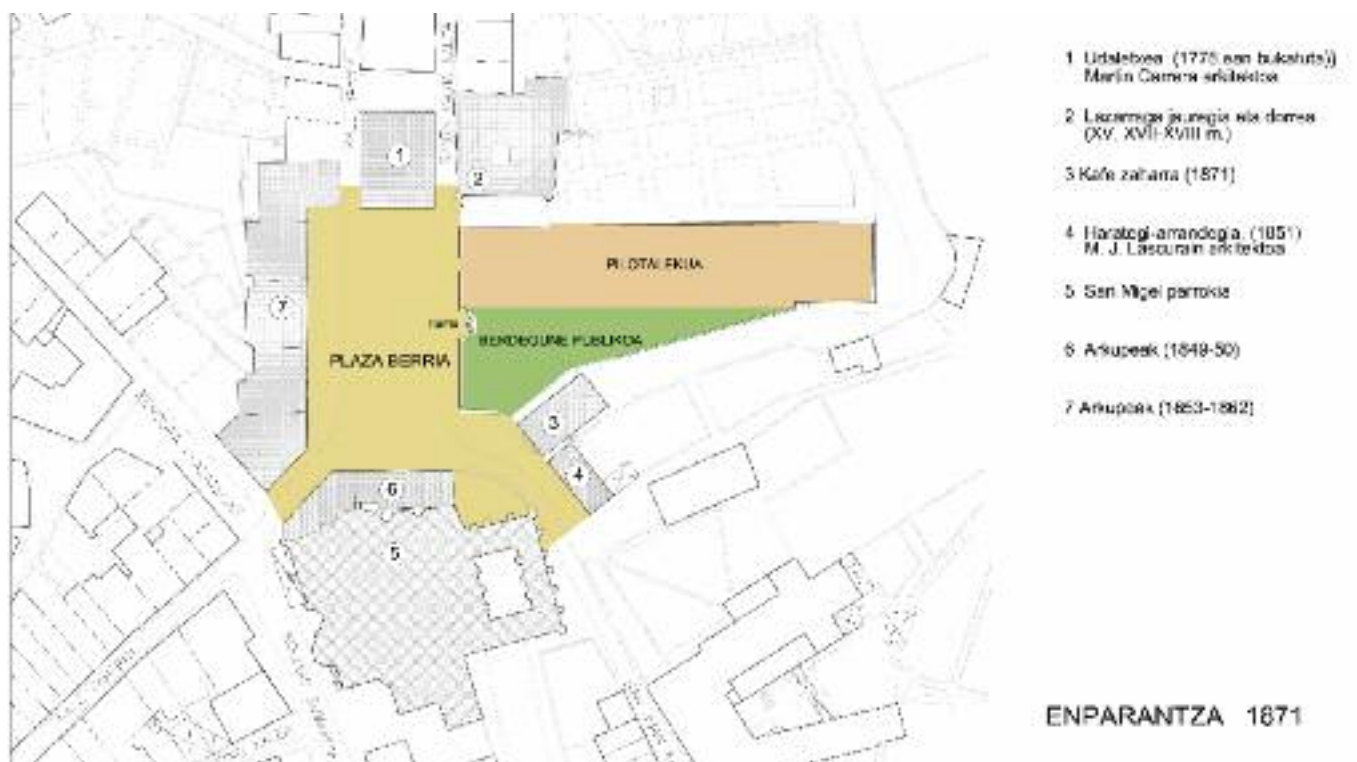 1 Udaletxea (1775.ean bukatuta))
Martin Carrera arkitektoa
2 Lazarraga jauregia eta dorrea
(XV, XVII-XVIII m.)
3 Kafe zaharra (1871)
4 Harategi-arrandegia, (1851)
M. J. Lascurain arkitektoa
5 San Migel parrokia
6 Arkupeak (1849-50)
7 Arkupeak (1853-1862)
1
2
PILOTALEKUA
7
BERDEGUNE PUBLIKOA
PLAZA BERRIA
3
4
6
5
ENPARANTZA 1871